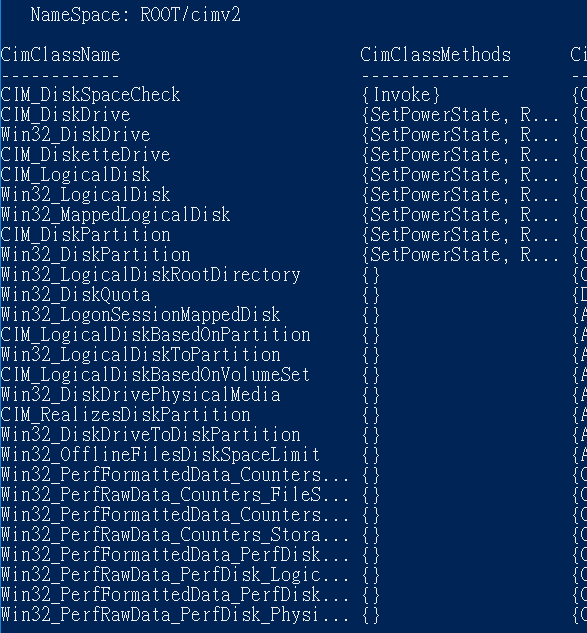 NameSpace: ROOT/cimv2
CimClassName CimClassMethods Ci
------------ --------------- --
CIM_DiskSpaceCheck {Invoke} {C
CIM_DiskDrive {SetPowerState, R... {C
Win32_DiskDrive {SetPowerState, R... {C
CIM_DisketteDrive {SetPowerState, R... {C
CIM_LogicalDisk {SetPowerState, R... {C
Win32_LogicalDisk {SetPowerState, R... {C
Win32_MappedLogicalDisk {SetPowerState, R... {C
CIM_DiskPartition {SetPowerState, R... {C
Win32_DiskPartition {SetPowerState, R... {C
Win32_LogicalDiskRootDirectory {} {G
Win32_DiskQuota {} {D
Win32_LogonSessionMappedDisk {} {A
CIM_LogicalDiskBasedOnPartition {} {A
Win32_LogicalDiskToPartition {} {A
CIM_LogicalDiskBasedOnVolumeSet {} {A
Win32_DiskDrivePhysicalMedia {} {A
CIM_RealizesDiskPartition {} {A
Win32_DiskDriveToDiskPartition {} {A
Win32_OfflineFilesDiskSpaceLimit {} {A
Win32_PerfFormattedData_Counters... {} {C
Win32_PerfRawData_Counters_FileS... {} {C
Win32_PerfFormattedData_Counters... {} {C
Win32_PerfRawData_Counters_Stora... {} {C
Win32_PerfFormattedData_PerfDisk... {} {C
Win32_PerfRawData_PerfDisk_Logic... {} {C
Win32_PerfFormattedData_PerfDisk... {} {C
Win32_PerfRawData_PerfDisk_Physi... {} {C